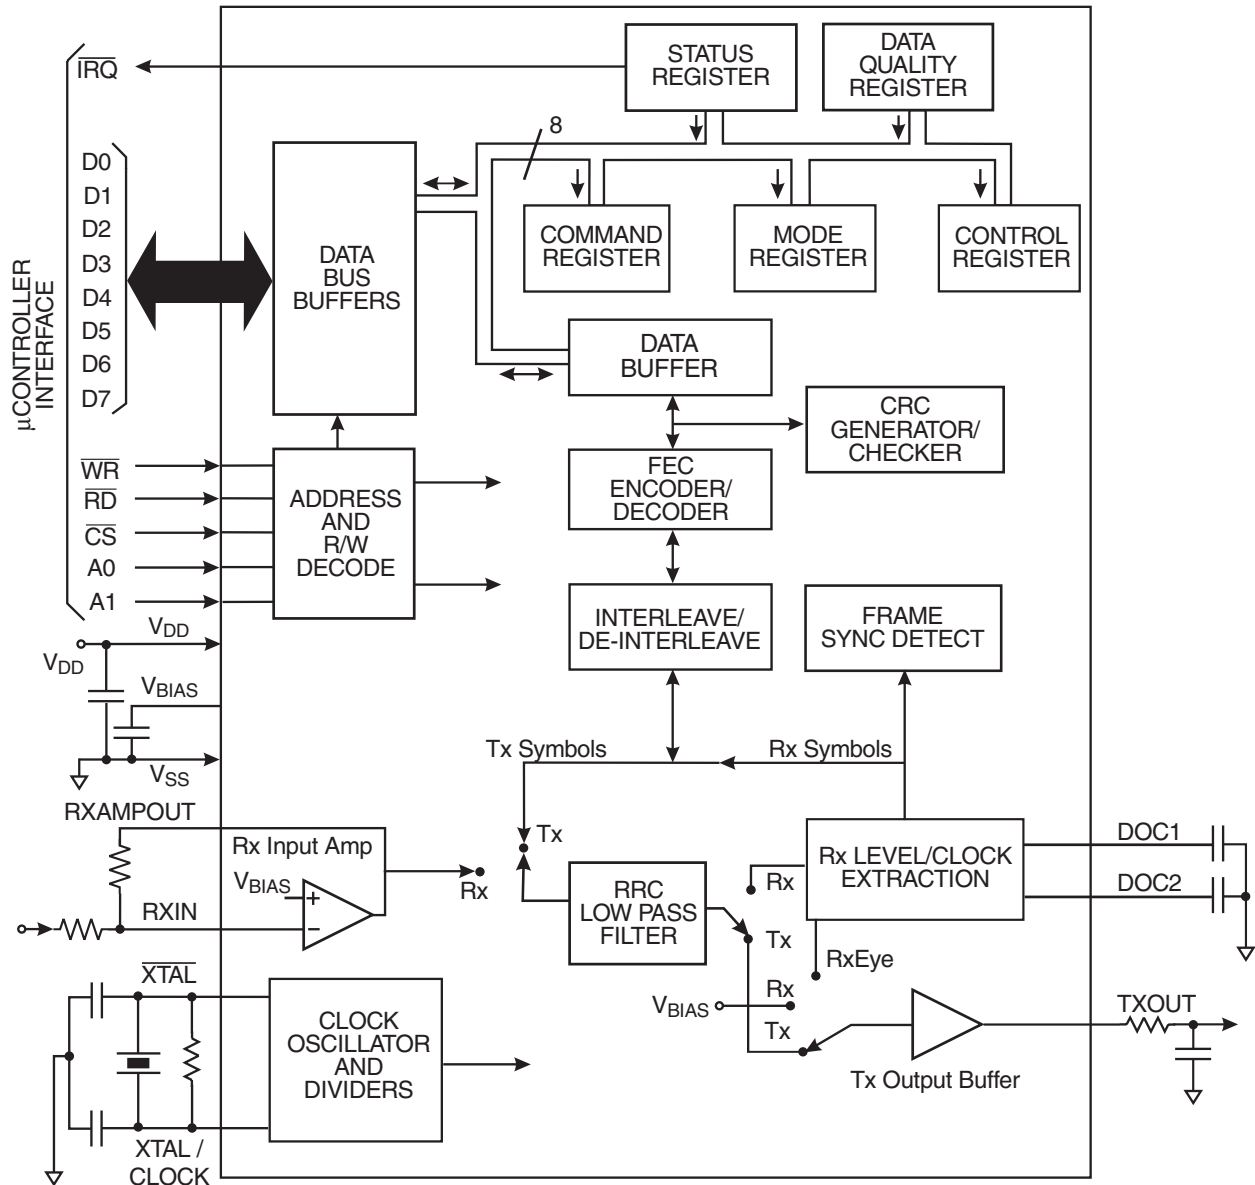 STATUS
REGISTER
DATA
QUALITY
REGISTER
IRQ
8
D0
D1
D2
D3
D4
D5
D6
D7
µCONTROLLER
INTERFACE
DATA
BUS
BUFFERS
COMMAND
REGISTER
MODE
REGISTER
CONTROL
REGISTER
DATA
BUFFER
CRC
GENERATOR/
CHECKER
WR
RD
CS
A0
A1
ADDRESS
AND
R/W
DECODE
FEC
ENCODER/
DECODER
INTERLEAVE/
DE-INTERLEAVE
FRAME
SYNC DETECT
VDD
VDD
VBIAS
VSS
Tx Symbols
Rx Symbols
RXAMPOUT
Rx Input Amp
VBIAS
+
−
RXIN
Rx
Tx
RRC
LOW PASS
FILTER
Rx
Tx
Rx LEVEL/CLOCK
EXTRACTION
DOC1
DOC2
RxEye
VBIAS
Rx
Tx
Tx Output Buffer
TXOUT
XTAL
CLOCK
OSCILLATOR
AND
DIVIDERS
XTAL /
CLOCK